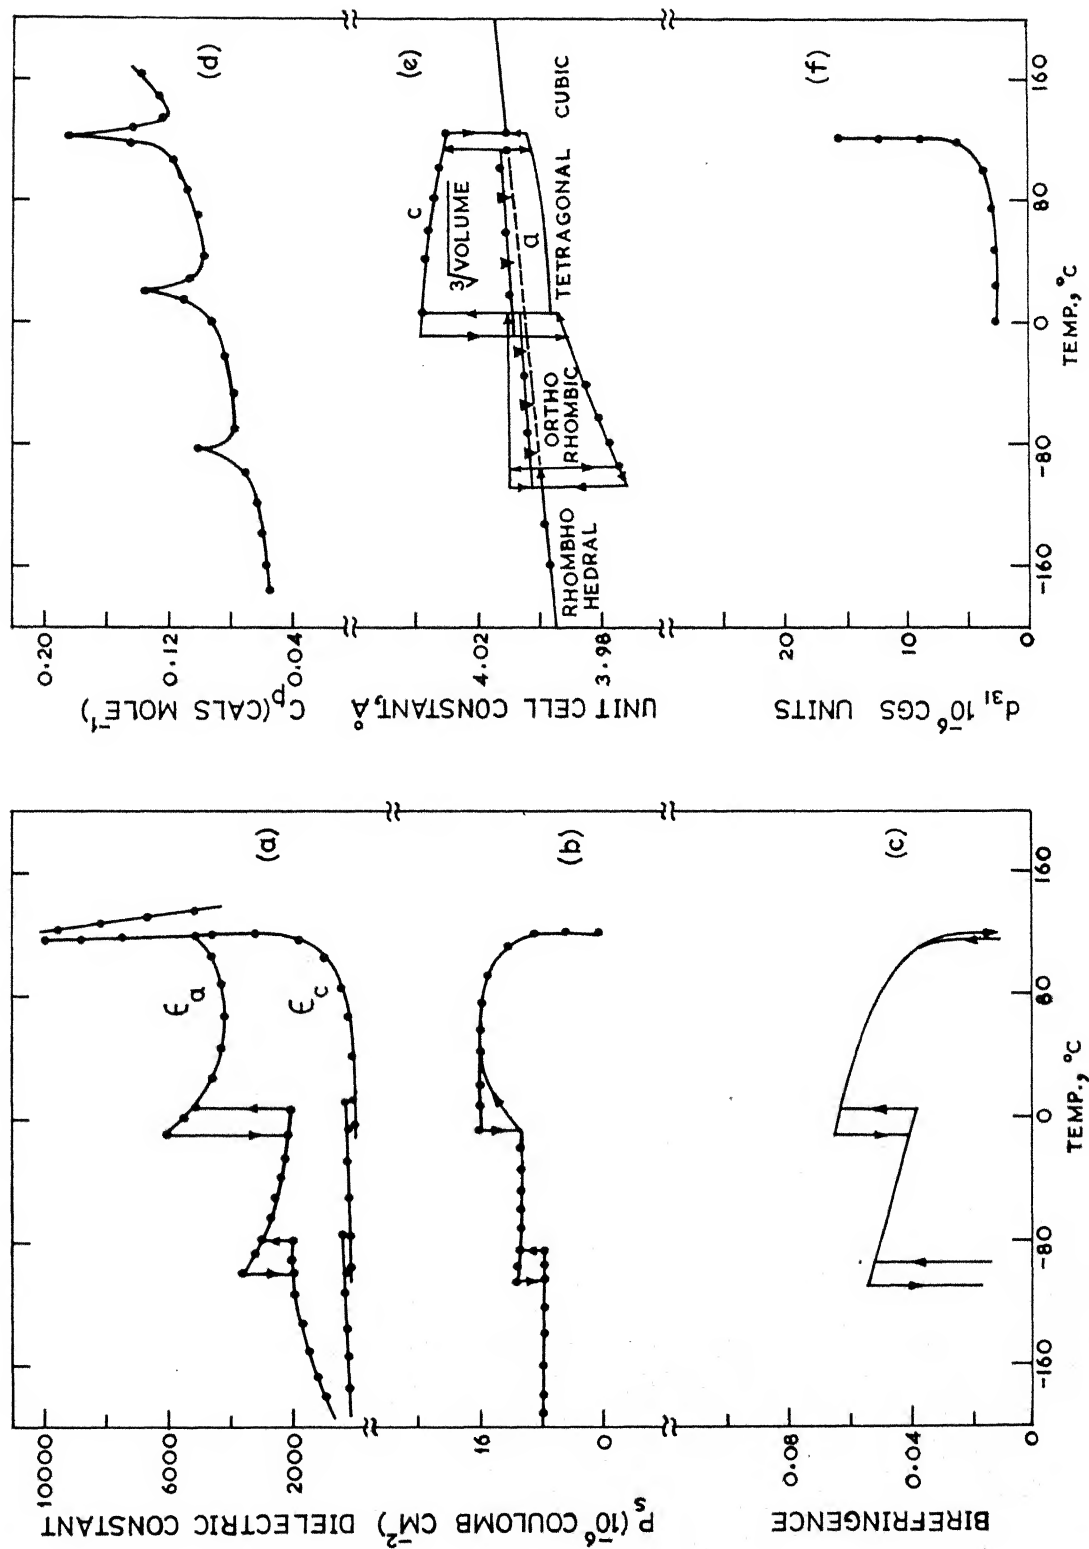 DIELECTRIC CONSTANT
10000
6000
2000
ϵa
ϵc
(a)
Ps (10⁻⁶ COULOMB CM⁻²)
16
0
(b)
BIREFRINGENCE
0.08
0.04
0
(c)
-160
-80
0
80
160
TEMP., °C
Cp (CALS MOLE⁻¹)
0.20
0.12
0.04
(d)
UNIT CELL CONSTANT, A°
4.02
3.98
c
∛VOLUME
a
RHOMBHO
HEDRAL
ORTHO
RHOMBIC
TETRAGONAL
CUBIC
(e)
d31, 10⁻⁶ CGS UNITS
20
10
0
(f)
-160
-80
0
80
160
TEMP., °C